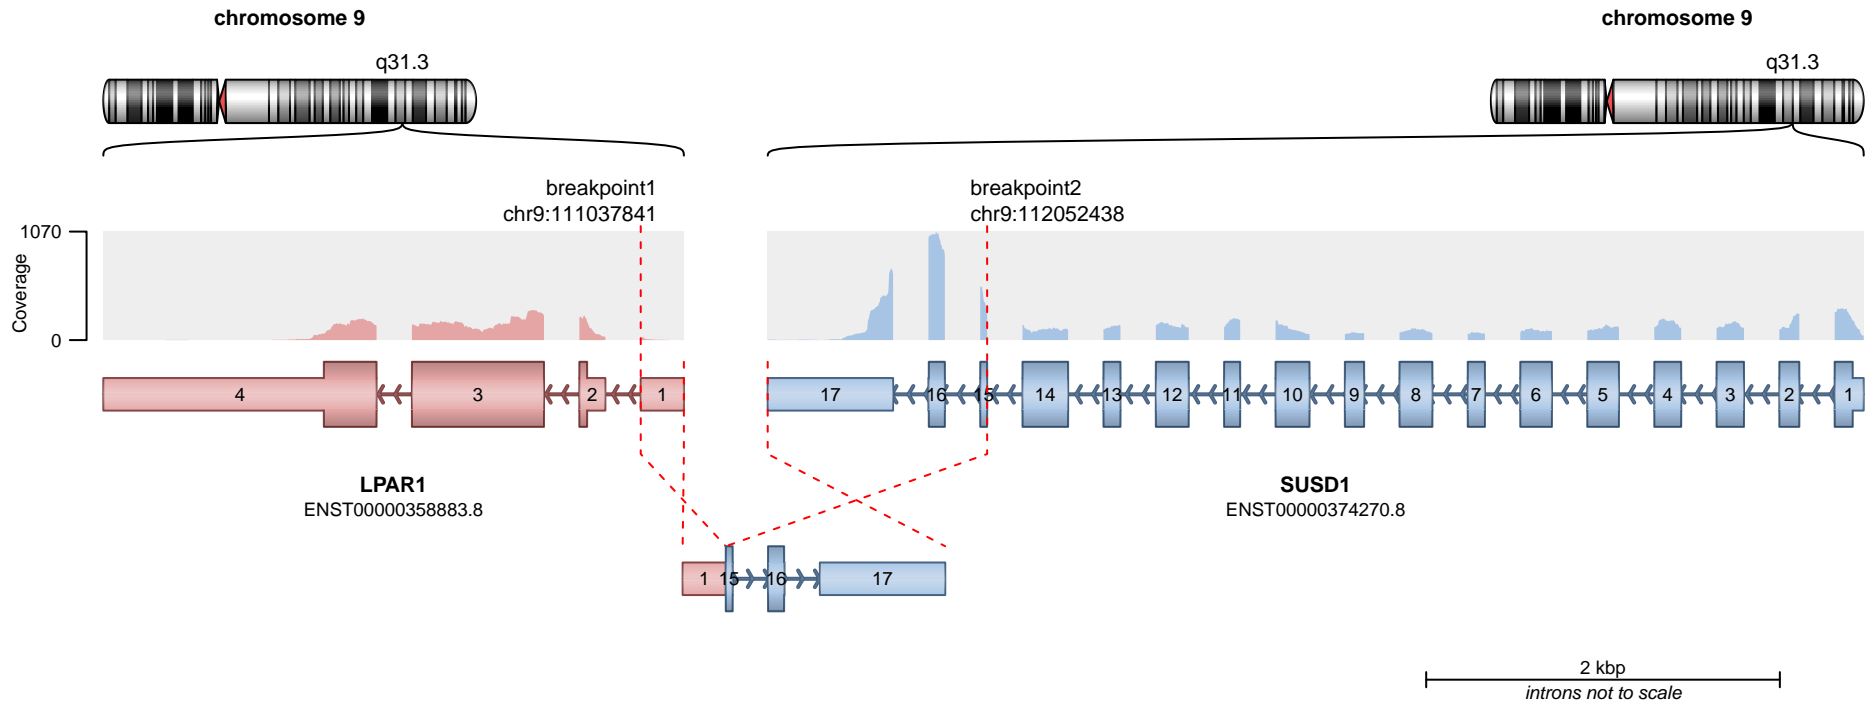 chromosome 9
chromosome 9
q31.3
q31.3
breakpoint1
chr9:111037841
breakpoint2
chr9:112052438
1070
Coverage
0
4
3
2
1
17
16
15
14
13
12
11
10
9
8
7
6
5
4
3
2
1
LPAR1
ENST00000358883.8
SUSD1
ENST00000374270.8
1
15
16
17
2 kbp
introns not to scale